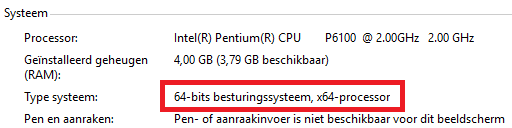 Systeem
Processor: Intel(R) Pentium(R) CPU P6100 @ 2.00GHz 2.00 GHz
Geïnstalleerd geheugen (RAM): 4,00 GB (3,79 GB beschikbaar)
Type systeem: 64-bits besturingssysteem, x64-processor
Pen en aanraken: Pen- of aanraakinvoer is niet beschikbaar voor dit beeldscherm